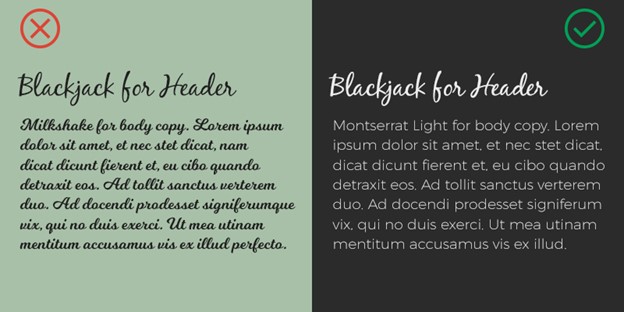 Blackjack for Header
Milkshake for body copy. Lorem ipsum
dolor sit amet, et nec stet dicat, nam
dicat dicunt fierent et, eu cibo quando
detraxit eos. Ad tollit sanctus verterem
duo. Ad docendi prodesset signiferumque
vix, qui no duis exerci. Ut mea utinam
mentitum accusamus vis ex illud perfecto.
Blackjack for Header
Montserrat Light for body copy. Lorem
ipsum dolor sit amet, et nec stet dicat,
dicat dicunt fierent et, eu cibo quando
detraxit eos. Ad tollit sanctus verterem
duo. Ad docendi prodesset signiferum
vix, qui no duis exerci. Ut mea utinam
mentitum accusamus vis ex illud.